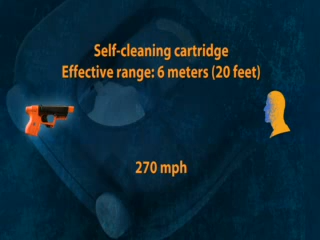 Self-cleaning cartridge
Effective range: 6 meters (20 feet)
270 mph